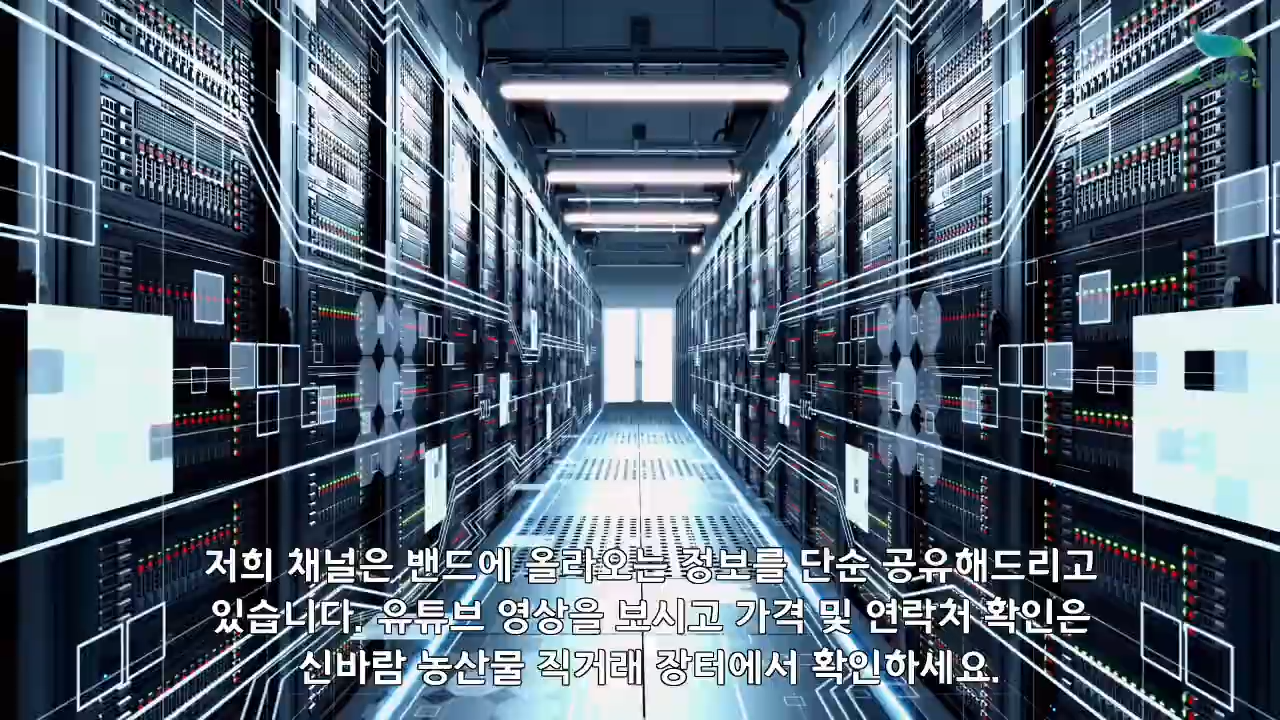 저희 채널은 밴드에 올라오는 정보를 단순 공유해드리고
있습니다. 유튜브 영상을 보시고 가격 및 연락처 확인은
신바람 농산물 직거래 장터에서 확인하세요.